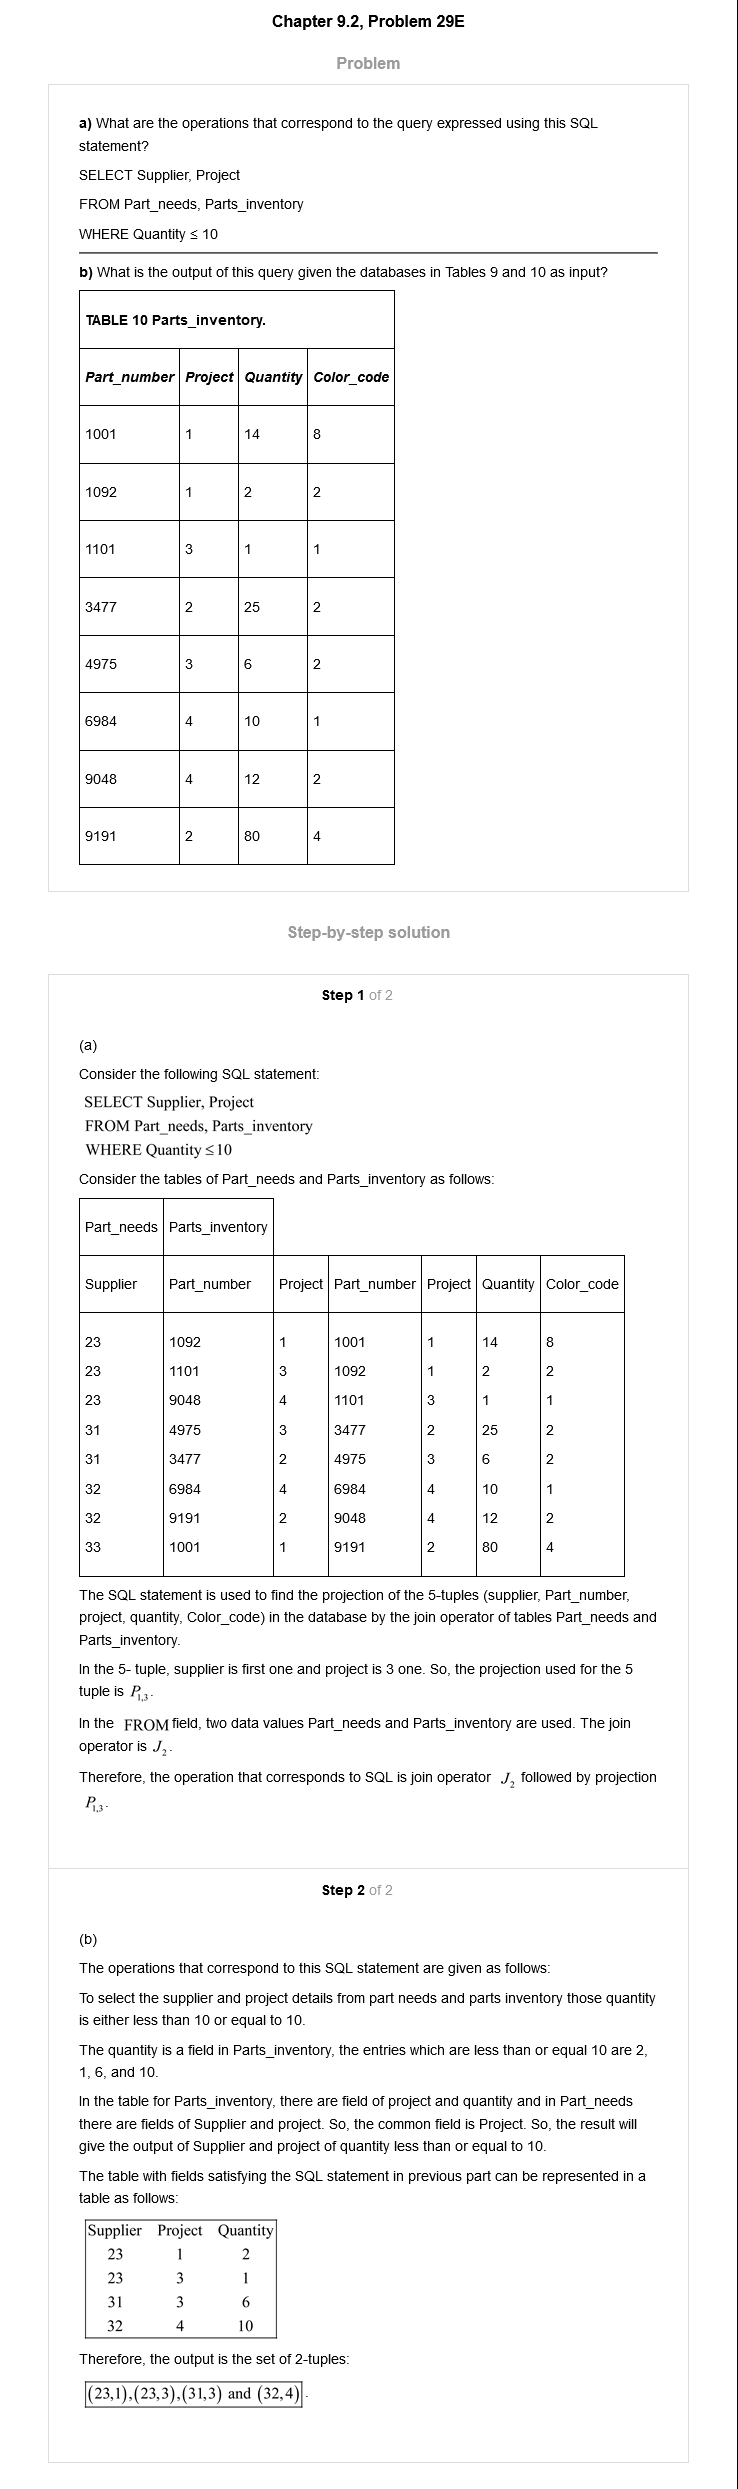 Chapter 9.2, Problem 29E
Problem
a) What are the operations that correspond to the query expressed using this SQL
statement?
SELECT Supplier, Project
FROM Part_needs, Parts_inventory
WHERE Quantity ≤ 10
b) What is the output of this query given the databases in Tables 9 and 10 as input?
TABLE 10 Parts_inventory.
Part_number Project Quantity Color_code
1001 1 14 8
1092 1 2 2
1101 3 1 1
3477 2 25 2
4975 3 6 2
6984 4 10 1
9048 4 12 2
9191 2 80 4
Step-by-step solution
Step 1 of 2
(a)
Consider the following SQL statement:
SELECT Supplier, Project
FROM Part_needs, Parts_inventory
WHERE Quantity ≤ 10
Consider the tables of Part_needs and Parts_inventory as follows:
Part_needs Parts_inventory
Supplier Part_number Project Part_number Project Quantity Color_code
23 1092 1 1001 1 14 8
23 1101 3 1092 1 2 2
23 9048 4 1101 3 1 1
31 4975 3 3477 2 25 2
31 3477 2 4975 3 6 2
32 6984 4 6984 4 10 1
32 9191 2 9048 4 12 2
33 1001 1 9191 2 80 4
The SQL statement is used to find the projection of the 5-tuples (supplier, Part_number,
project, quantity, Color_code) in the database by the join operator of tables Part_needs and
Parts_inventory.
In the 5- tuple, supplier is first one and project is 3 one. So, the projection used for the 5
tuple is P1,3.
In the FROM field, two data values Part_needs and Parts_inventory are used. The join
operator is J2.
Therefore, the operation that corresponds to SQL is join operator J2 followed by projection
P1,3.
Step 2 of 2
(b)
The operations that correspond to this SQL statement are given as follows:
To select the supplier and project details from part needs and parts inventory those quantity
is either less than 10 or equal to 10.
The quantity is a field in Parts_inventory, the entries which are less than or equal 10 are 2,
1, 6, and 10.
In the table for Parts_inventory, there are field of project and quantity and in Part_needs
there are fields of Supplier and project. So, the common field is Project. So, the result will
give the output of Supplier and project of quantity less than or equal to 10.
The table with fields satisfying the SQL statement in previous part can be represented in a
table as follows:
Supplier Project Quantity
23 1 2
23 3 1
31 3 6
32 4 10
Therefore, the output is the set of 2-tuples:
(23,1),(23,3),(31,3) and (32,4).